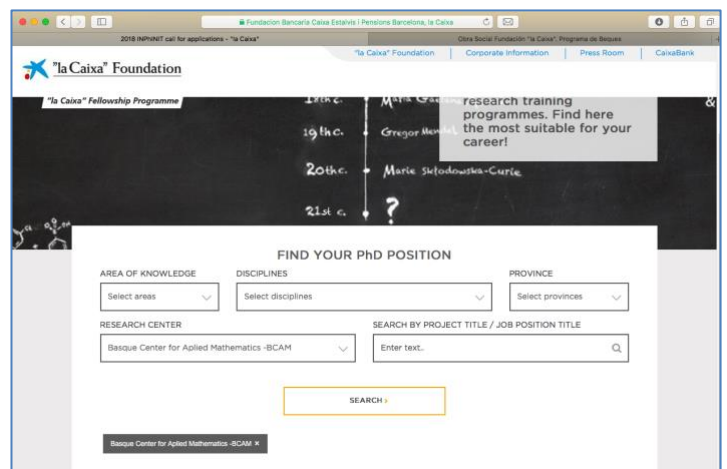 Fundacion Bancaria Caixa Estalvis i Pensions Barcelona, la Caixa
2018 INPhINIT call for applications - "la Caixa"
Obra Social Fundación "la Caixa". Programa de Beques
"la Caixa" Foundation
Corporate Information
Press Room
CaixaBank
"la Caixa" Foundation
"la Caixa" Fellowship Programme
18th c.
research training
programmes. Find here
the most suitable for your
career!
&
19th c.
Gregor Mendel
20th c.
Marie Skłodowska-Curie
21st c.
?
FIND YOUR PhD POSITION
AREA OF KNOWLEDGE
DISCIPLINES
PROVINCE
Select areas
Select disciplines
Select provinces
RESEARCH CENTER
SEARCH BY PROJECT TITLE / JOB POSITION TITLE
Basque Center for Aplied Mathematics -BCAM
Enter text..
SEARCH ›
Basque Center for Aplied Mathematics -BCAM ×